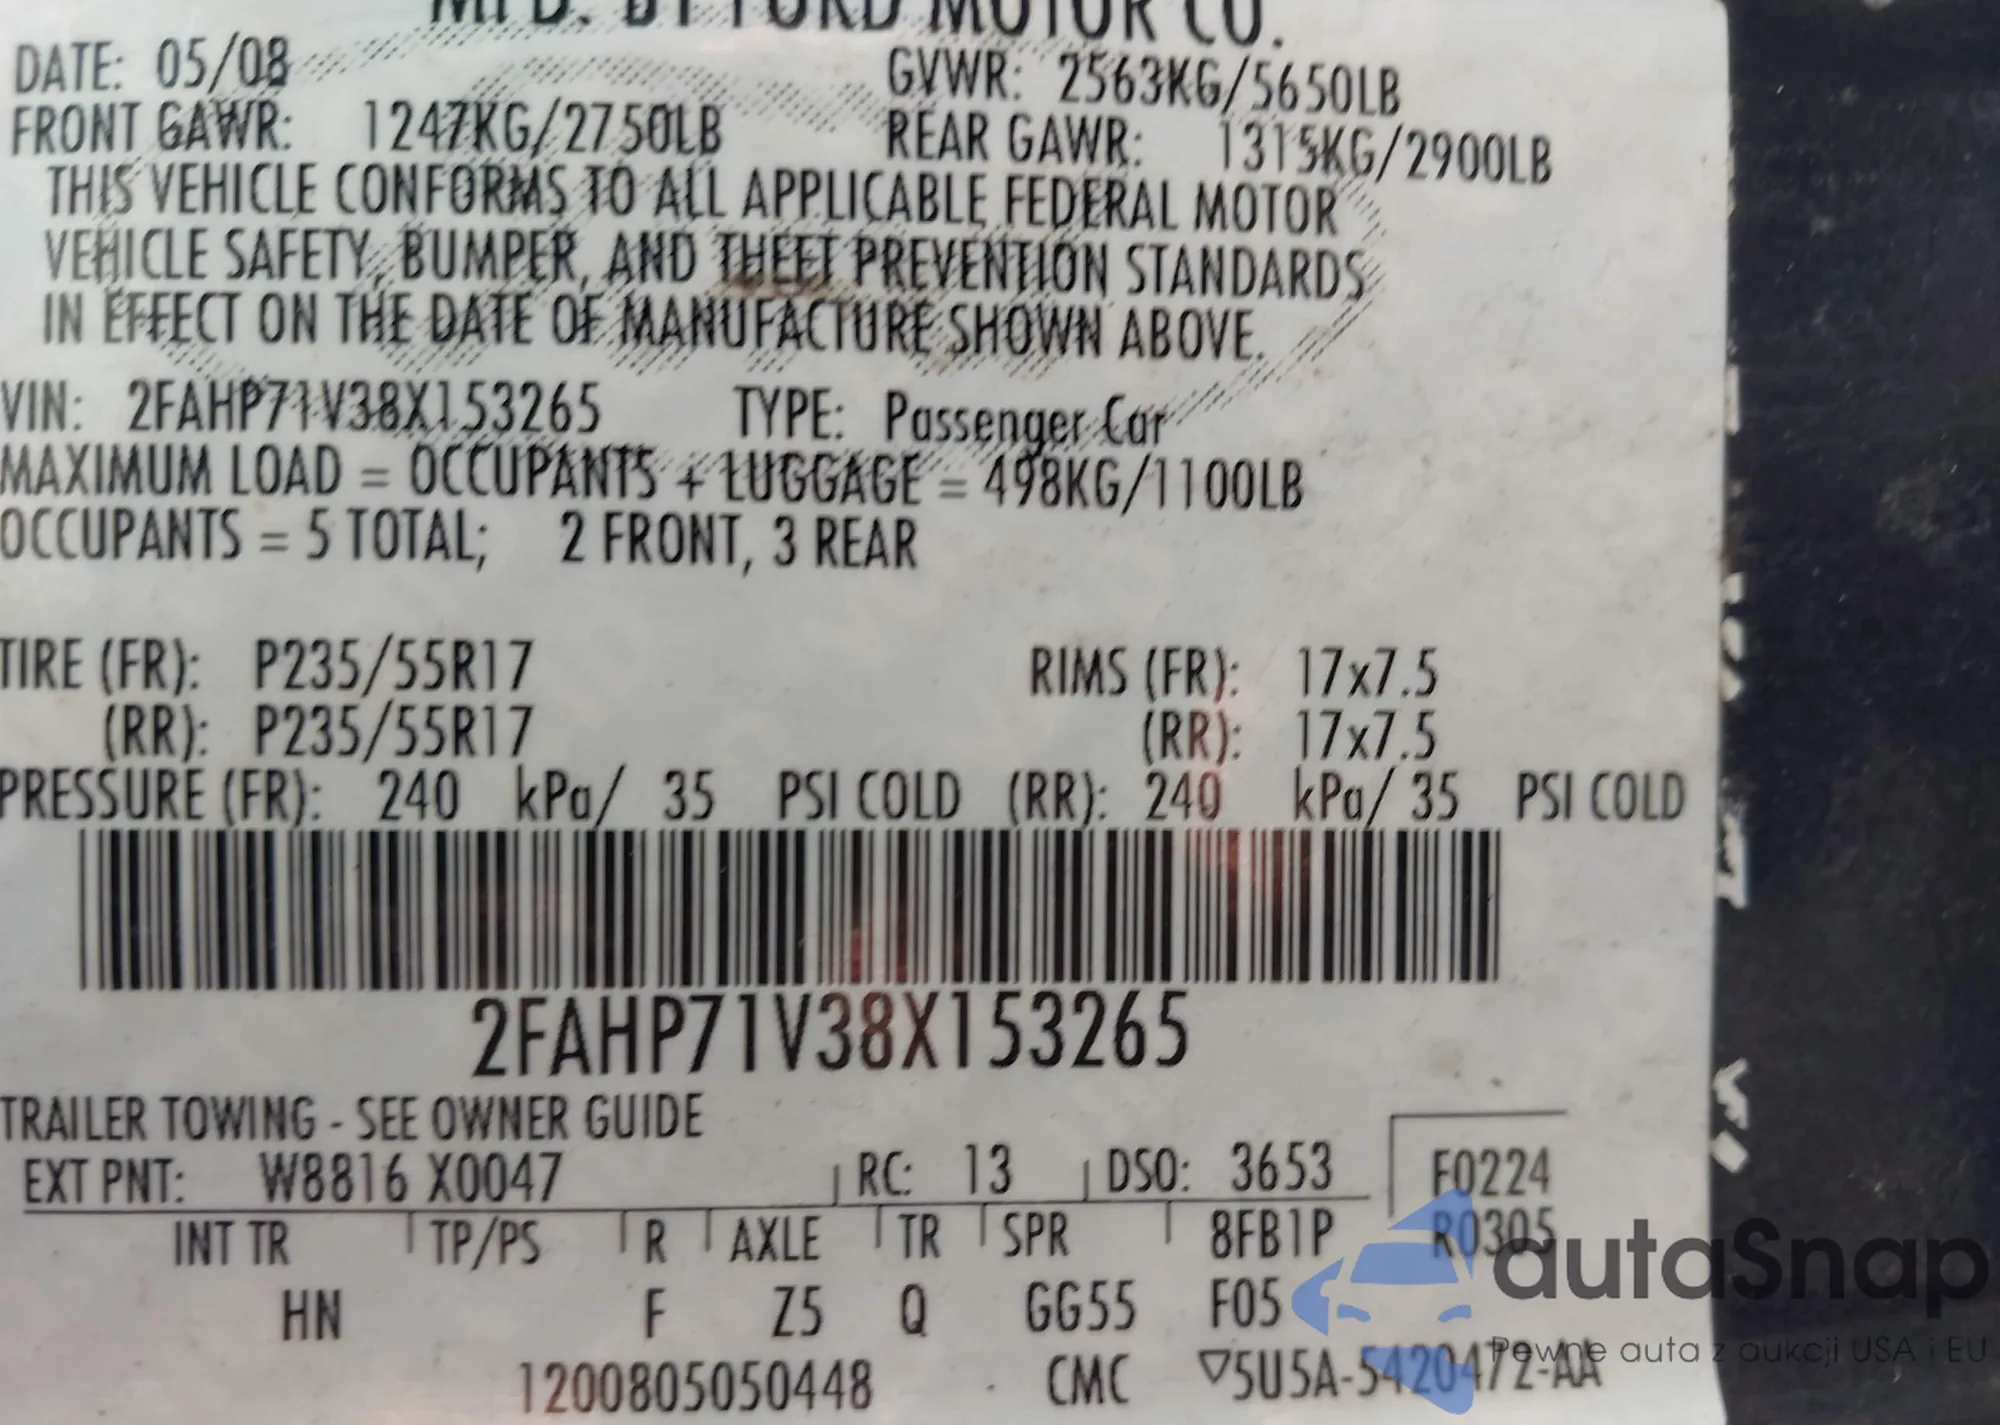 MFD. BY FORD MOTOR CO.
DATE: 05/08 GVWR: 2563KG/5650LB
FRONT GAWR: 1247KG/2750LB REAR GAWR: 1315KG/2900LB
THIS VEHICLE CONFORMS TO ALL APPLICABLE FEDERAL MOTOR
VEHICLE SAFETY, BUMPER, AND THEFT PREVENTION STANDARDS
IN EFFECT ON THE DATE OF MANUFACTURE SHOWN ABOVE.
VIN: 2FAHP71V38X153265 TYPE: Passenger Car
MAXIMUM LOAD = OCCUPANTS + LUGGAGE = 498KG/1100LB
OCCUPANTS = 5 TOTAL; 2 FRONT, 3 REAR
TIRE (FR): P235/55R17 RIMS (FR): 17x7.5
(RR): P235/55R17 (RR): 17x7.5
PRESSURE (FR): 240 kPa/ 35 PSI COLD (RR): 240 kPa/ 35 PSI COLD
2FAHP71V38X153265
TRAILER TOWING - SEE OWNER GUIDE
EXT PNT: W8816 X0047 RC: 13 DSO: 3653 F0224
INT TR TP/PS R AXLE TR SPR 8FB1P R0305
HN F Z5 Q GG55 F05
1200805050448 CMC ▽5U5A-5420472-AA
autaSnap
Pewne auta z aukcji USA i EU